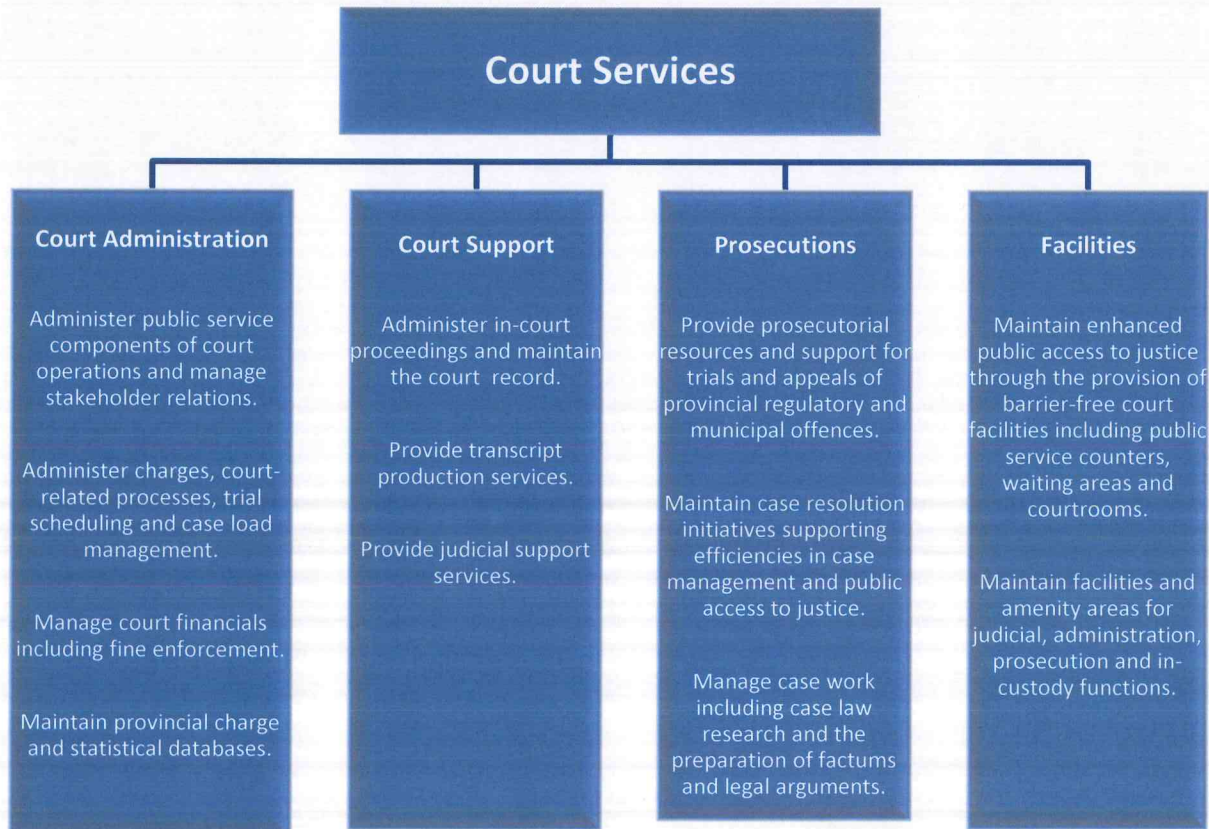 Court Services
Court Administration
Administer public service
components of court
operations and manage
stakeholder relations.
Administer charges, court-
related processes, trial
scheduling and case load
management.
Manage court financials
including fine enforcement.
Maintain provincial charge
and statistical databases.
Court Support
Administer in-court
proceedings and maintain
the court record.
Provide transcript
production services.
Provide judicial support
services.
Prosecutions
Provide prosecutorial
resources and support for
trials and appeals of
provincial regulatory and
municipal offences.
Maintain case resolution
initiatives supporting
efficiencies in case
management and public
access to justice.
Manage case work
including case law
research and the
preparation of factums
and legal arguments.
Facilities
Maintain enhanced
public access to justice
through the provision of
barrier-free court
facilities including public
service counters,
waiting areas and
courtrooms.
Maintain facilities and
amenity areas for
judicial, administration,
prosecution and in-
custody functions.